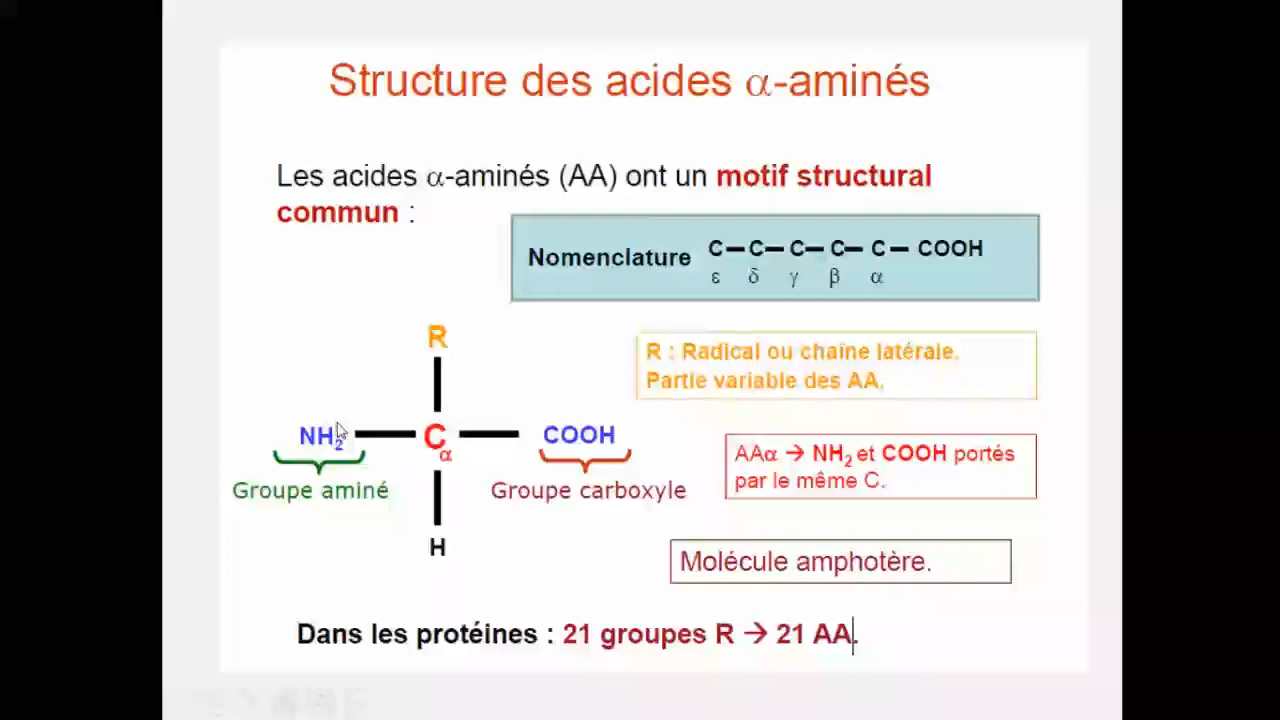 Structure des acides α-aminés
Les acides α-aminés (AA) ont un motif structural
commun :
Nomenclature C—C—C—C—C—COOH
ε δ γ β α
R
R : Radical ou chaîne latérale.
Partie variable des AA.
NH₂ Cα COOH
AAα → NH₂ et COOH portés
par le même C.
Groupe aminé Groupe carboxyle
H
Molécule amphotère.
Dans les protéines : 21 groupes R → 21 AA.